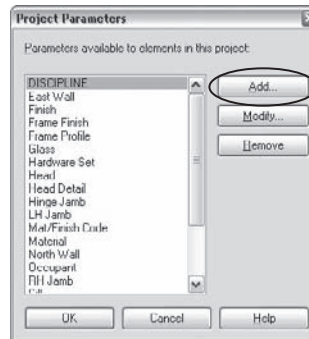 Project Parameters
Parameters available to elements in this project:
DISCIPLINE
East Wall
Finish
Frame Finish
Frame Profile
Glass
Hardware Set
Head
Head Detail
Hinge Jamb
LH Jamb
Mat/Finish Code
Material
North Wall
Occupant
RH Jamb
Add...
Modify...
Remove
OK
Cancel
Help